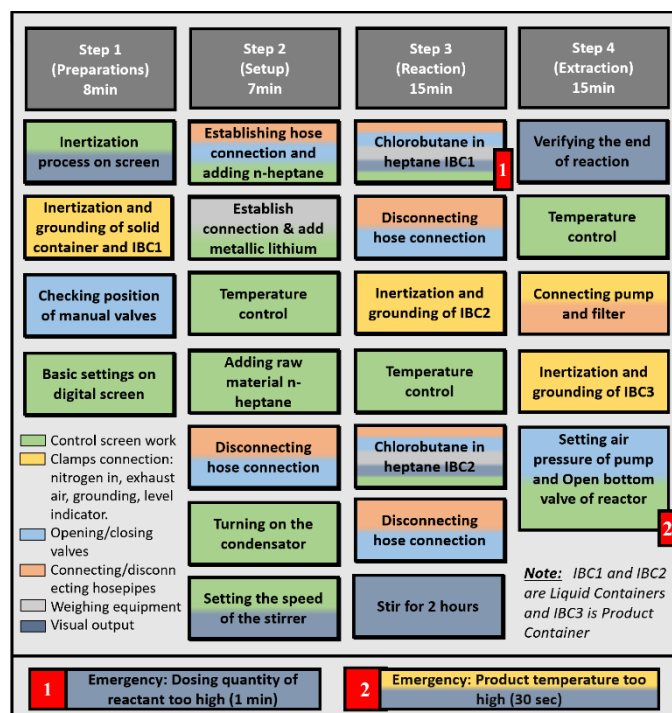 Step 1
(Preparations)
8min
Step 2
(Setup)
7min
Step 3
(Reaction)
15min
Step 4
(Extraction)
15min
Inertization
process on screen
Inertization and
grounding of solid
container and IBC1
Checking position
of manual valves
Basic settings on
digital screen
Establishing hose
connection and
adding n-heptane
Establish
connection & add
metallic lithium
Temperature
control
Adding raw
material n-
heptane
Disconnecting
hose connection
Turning on the
condensator
Setting the speed
of the stirrer
Chlorobutane in
heptane IBC1
1
Disconnecting
hose connection
Inertization and
grounding of IBC2
Temperature
control
Chlorobutane in
heptane IBC2
Disconnecting
hose connection
Stir for 2 hours
Verifying the end
of reaction
Temperature
control
Connecting pump
and filter
Inertization and
grounding of IBC3
Setting air
pressure of pump
and Open bottom
valve of reactor
2
Control screen work
Clamps connection:
nitrogen in, exhaust
air, grounding, level
indicator.
Opening/closing
valves
Connecting/disconn
ecting hosepipes
Weighing equipment
Visual output
Note: IBC1 and IBC2
are Liquid Containers
and IBC3 is Product
Container
1
Emergency: Dosing quantity of
reactant too high (1 min)
2
Emergency: Product temperature too
high (30 sec)